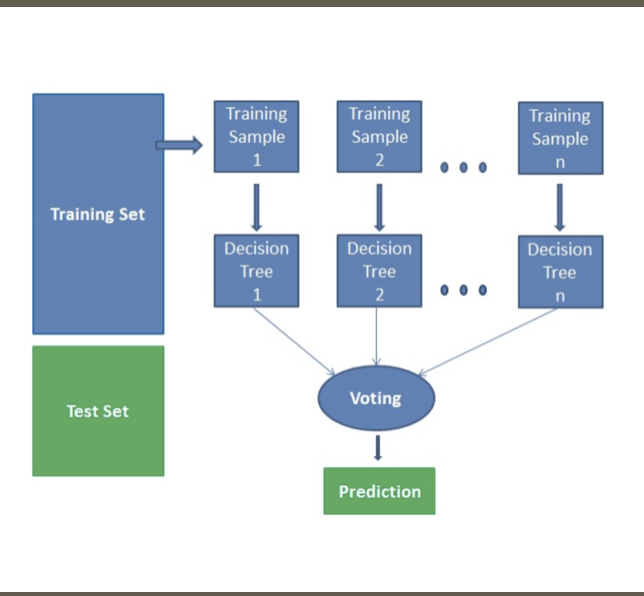 Training Set
Training
Sample
1
Training
Sample
2
Training
Sample
n
Decision
Tree
1
Decision
Tree
2
Decision
Tree
n
Test Set
Voting
Prediction